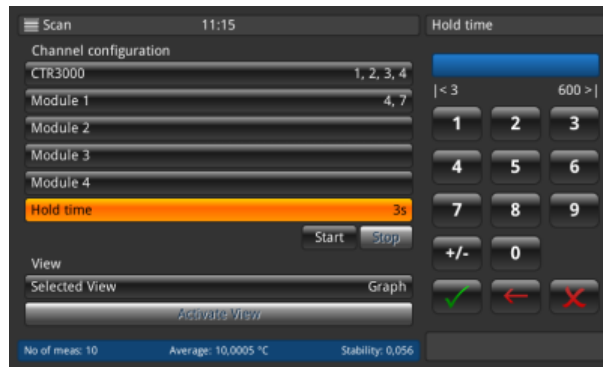 Scan 11:15
Channel configuration
CTR3000 1, 2, 3, 4
Module 1 4, 7
Module 2
Module 3
Module 4
Hold time 3s
Start Stop
View
Selected View Graph
Activate View
No of meas: 10 Average: 10,0005 °C Stability: 0,056
Hold time
|< 3 600 >|
1 2 3
4 5 6
7 8 9
+/- 0